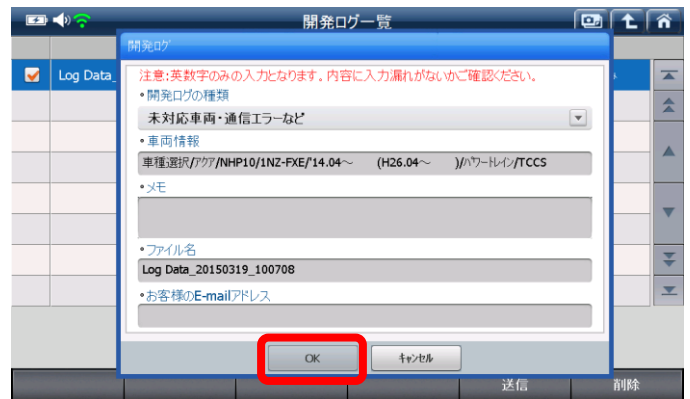 開発ログ一覧
開発ログ
Log Data_
注意:英数字のみの入力となります。内容に入力漏れがないかご確認ください。
•開発ログの種類
未対応車両・通信エラーなど
•車両情報
車種選択/アクア/NHP10/1NZ-FXE/'14.04～ (H26.04～ )/パワートレイン/TCCS
•メモ
•ファイル名
Log Data_20150319_100708
•お客様のE-mailアドレス
OK キャンセル
送信 削除